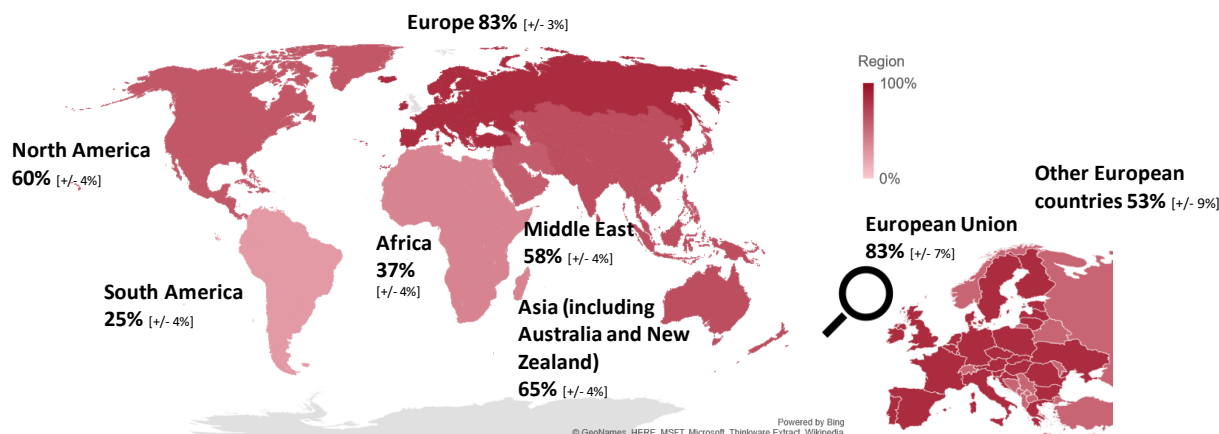 Europe 83% [+/- 3%]
Region
100%
0%
North America
60% [+/- 4%]
Other European
countries 53% [+/- 9%]
European Union
83% [+/- 7%]
Africa
37%
[+/-4%]
Middle East
58% [+/- 4%]
South America
25% [+/- 4%]
Asia (including
Australia and New
Zealand)
65% [+/- 4%]
Powered by Bing
© GeoNames, HERE, MSFT, Microsoft, Thinkware Extract, Wikipedia